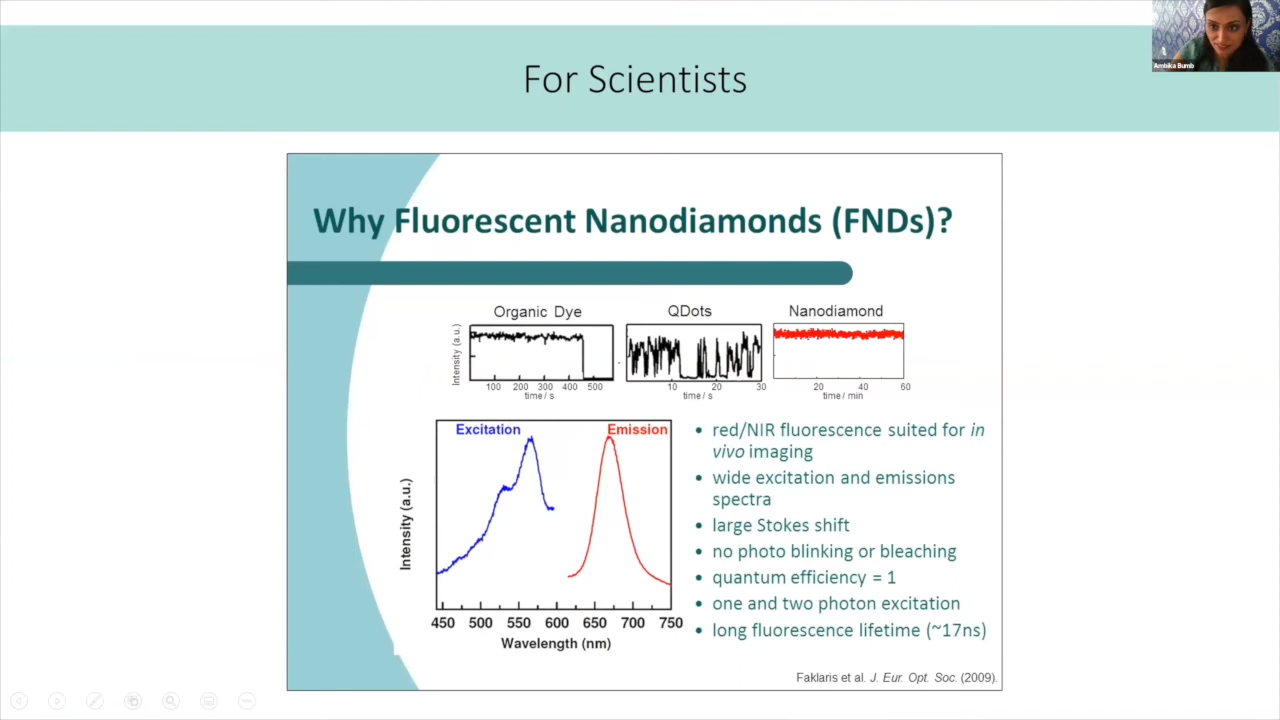 For Scientists
Ambika Bumb
Why Fluorescent Nanodiamonds (FNDs)?
Organic Dye
QDots
Nanodiamond
Intensity (a.u.)
100 200 300 400 500
time / s
10 20 30
time / s
20 40 60
time / min
Excitation
Emission
Intensity (a.u.)
450 500 550 600 650 700 750
Wavelength (nm)
• red/NIR fluorescence suited for in
vivo imaging
• wide excitation and emissions
spectra
• large Stokes shift
• no photo blinking or bleaching
• quantum efficiency = 1
• one and two photon excitation
• long fluorescence lifetime (~17ns)
Faklaris et al. J. Eur. Opt. Soc. (2009).